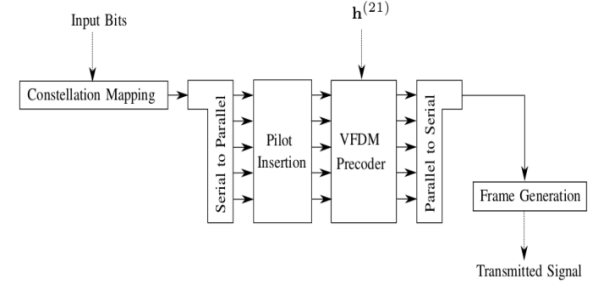 Input Bits
h(21)
Constellation Mapping
Serial to Parallel
Pilot
Insertion
VFDM
Precoder
Parallel to Serial
Frame Generation
Transmitted Signal